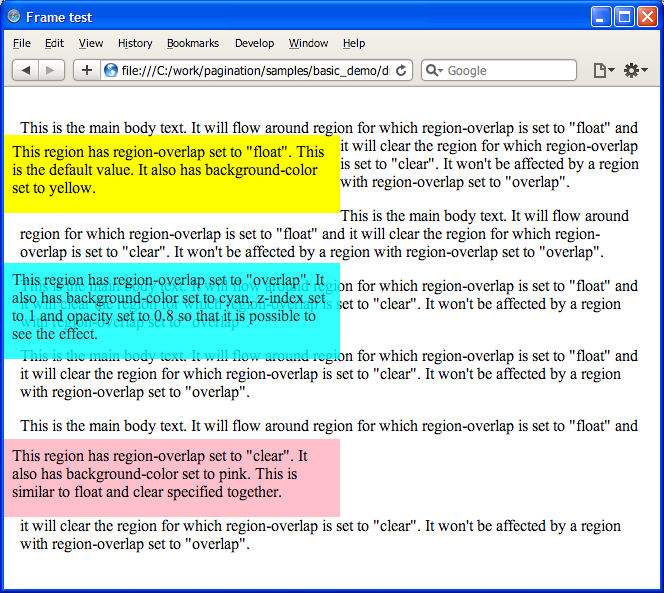 Frame test
File Edit View History Bookmarks Develop Window Help
file:///C:/work/pagination/samples/basic_demo/di
Google
This is the main body text. It will flow around region for which region-overlap is set to "float" and
it will clear the region for which region-overlap
is set to "clear". It won't be affected by a region
with region-overlap set to "overlap".
This region has region-overlap set to "float". This
is the default value. It also has background-color
set to yellow.
This is the main body text. It will flow around
region for which region-overlap is set to "float" and it will clear the region for which region-
overlap is set to "clear". It won't be affected by a region with region-overlap set to "overlap".
This region has region-overlap set to "overlap". It
also has background-color set to cyan, z-index set
to 1 and opacity set to 0.8 so that it is possible to
see the effect.
This is the main body text. It will flow around region for which region-overlap is set to "float" and
it will clear the region for which region-overlap is set to "clear". It won't be affected by a region
with region-overlap set to "overlap".
This is the main body text. It will flow around region for which region-overlap is set to "float" and
it will clear the region for which region-overlap is set to "clear". It won't be affected by a region
with region-overlap set to "overlap".
This is the main body text. It will flow around region for which region-overlap is set to "float" and
This region has region-overlap set to "clear". It
also has background-color set to pink. This is
similar to float and clear specified together.
it will clear the region for which region-overlap is set to "clear". It won't be affected by a region
with region-overlap set to "overlap".